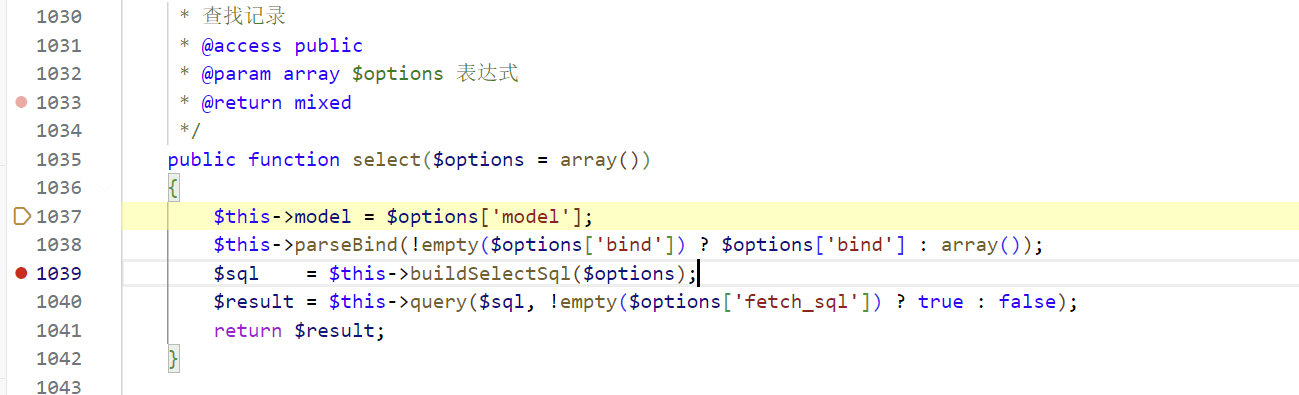 1030 * 查找记录
1031 * @access public
1032 * @param array $options 表达式
1033 * @return mixed
1034 */
1035 public function select($options = array())
1036 {
1037 $this->model = $options['model'];
1038 $this->parseBind(!empty($options['bind']) ? $options['bind'] : array());
1039 $sql    = $this->buildSelectSql($options);
1040 $result = $this->query($sql, !empty($options['fetch_sql']) ? true : false);
1041 return $result;
1042 }
1043